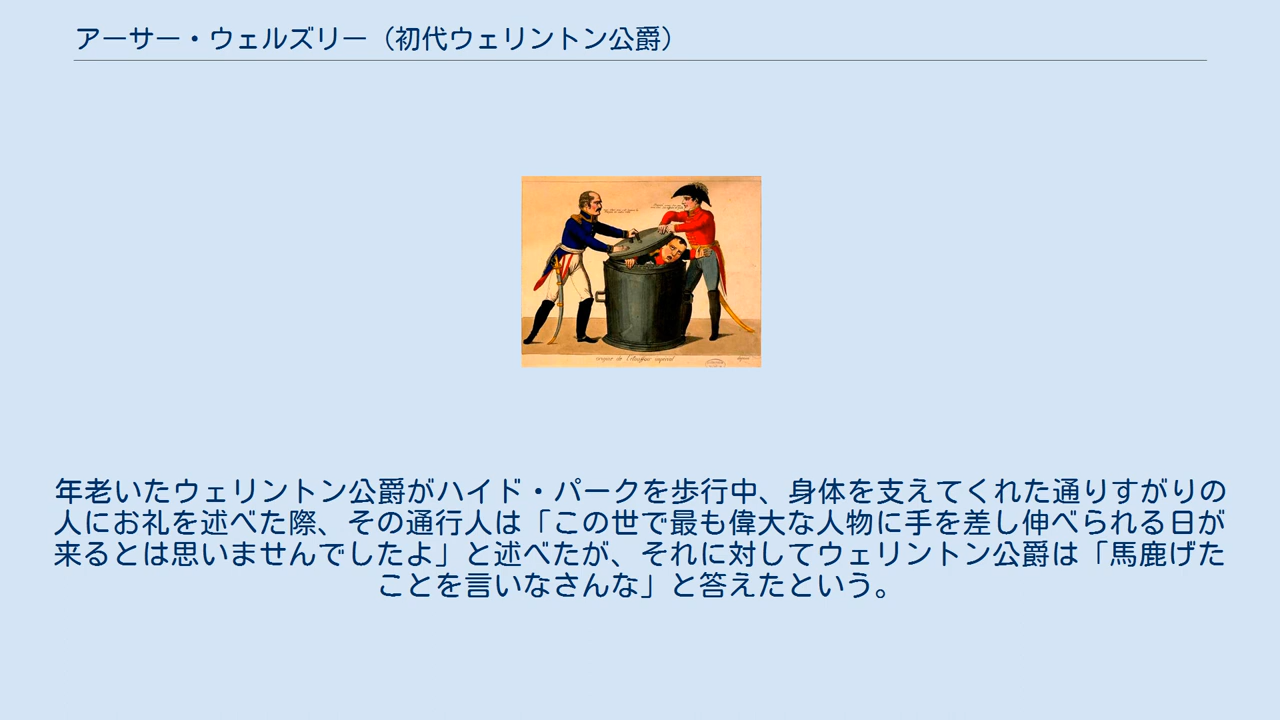 アーサー・ウェルズリー（初代ウェリントン公爵）
年老いたウェリントン公爵がハイド・パークを歩行中、身体を支えてくれた通りすがりの
人にお礼を述べた際、その通行人は「この世で最も偉大な人物に手を差し伸べられる日が
来るとは思いませんでしたよ」と述べたが、それに対してウェリントン公爵は「馬鹿げた
ことを言いなさんな」と答えたという。